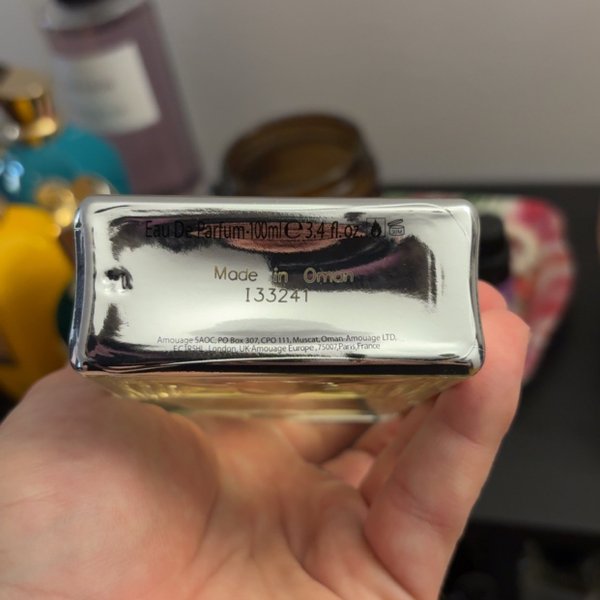 Eau De Parfum-100ml℮3.4 fl.oz.
Made in Oman
I33241
Amouage SAOC, PO Box 307, CPO 111, Muscat, Oman-Amouage LTD.
London, UK-Amouage Europe, 75007, Paris, France